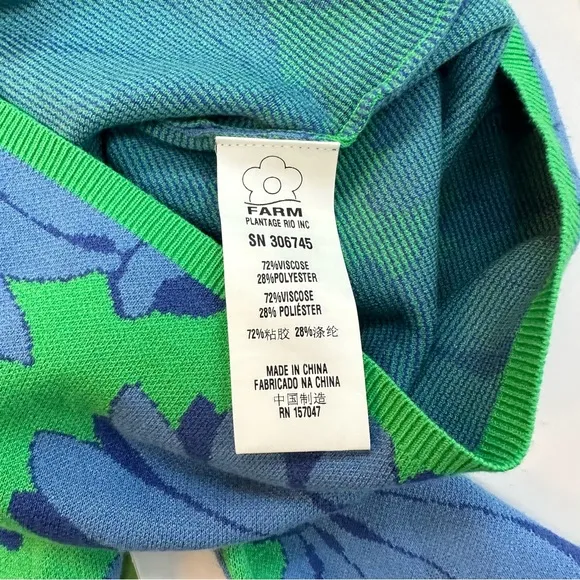 FARM
PLANTAGE RIO INC
SN 306745
72%VISCOSE
28%POLYESTER
72%VISCOSE
28% POLIÉSTER
72%粘胶 28%涤纶
MADE IN CHINA
FABRICADO NA CHINA
中国制造
RN 157047